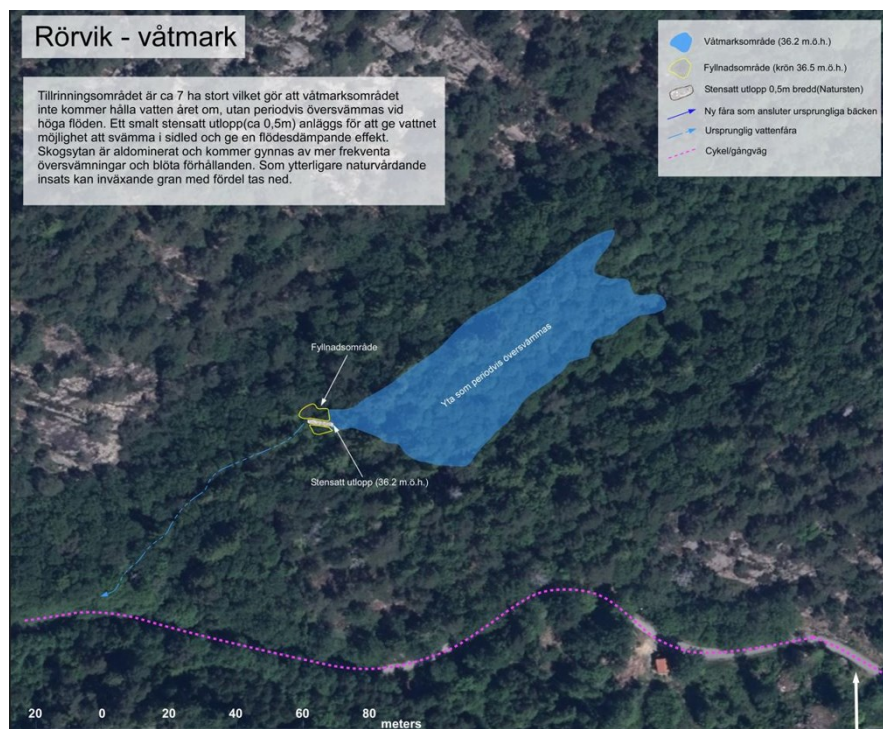 Rörvik - våtmark
Tillrinningsområdet är ca 7 ha stort vilket gör att våtmarksområdet
inte kommer hålla vatten året om, utan periodvis översvämmas vid
höga flöden. Ett smalt stensatt utlopp(ca 0,5m) anläggs för att ge vattnet
möjlighet att svämma i sidled och ge en flödesdämpande effekt.
Skogsytan är aldominerat och kommer gynnas av mer frekventa
översvämningar och blöta förhållanden. Som ytterligare naturvårdande
insats kan inväxande gran med fördel tas ned.
Våtmarksområde (36.2 m.ö.h.)
Fyllnadsområde (krön 36.5 m.ö.h.)
Stensatt utlopp 0,5m bredd(Natursten)
Ny fåra som ansluter ursprungliga bäcken
Ursprunglig vattenfåra
Cykel/gångväg
Fyllnadsområde
Yta som periodvis översvämmas
Stensatt utlopp (36.2 m.ö.h.)
20 0 20 40 60 80
meters